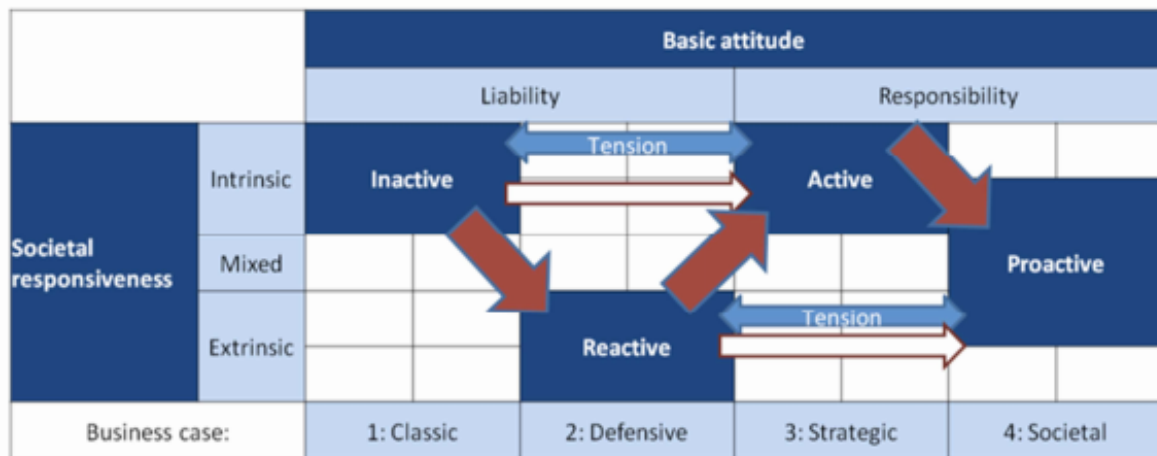 Basic attitude
Liability
Responsibility
Tension
Intrinsic
Inactive
Active
Societal
responsiveness
Mixed
Proactive
Tension
Extrinsic
Reactive
Business case:
1: Classic
2: Defensive
3: Strategic
4: Societal